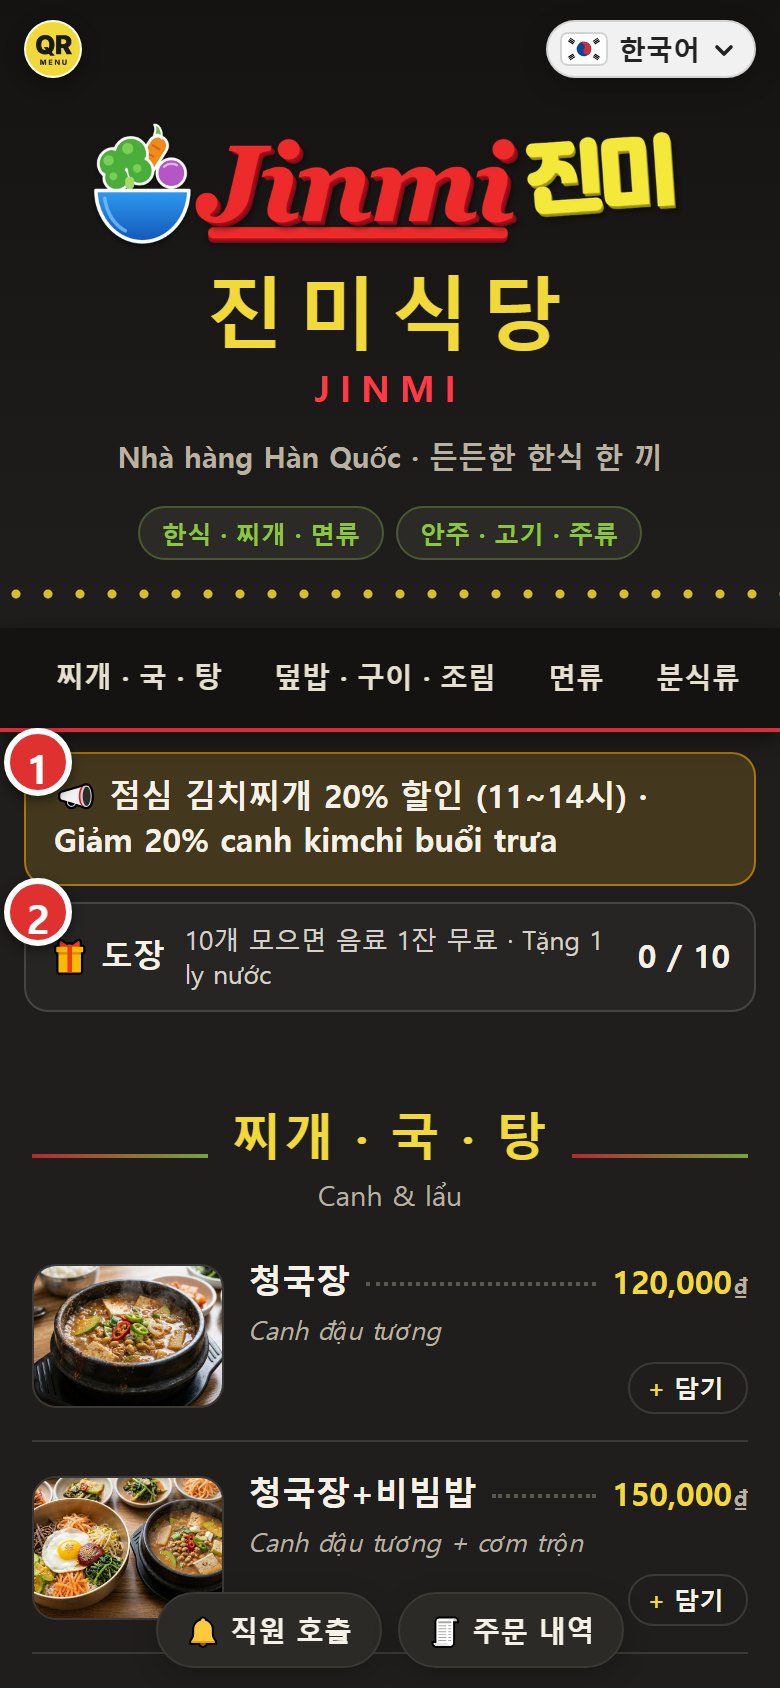 QR
MENU
한국어
Jinmi 진미
진미식당
JINMI
Nhà hàng Hàn Quốc · 든든한 한식 한 끼
한식 · 찌개 · 면류
안주 · 고기 · 주류
찌개 · 국 · 탕
덮밥 · 구이 · 조림
면류
분식류
1
점심 김치찌개 20% 할인 (11~14시) ·
Giảm 20% canh kimchi buổi trưa
2
도장
10개 모으면 음료 1잔 무료 · Tặng 1
ly nước
0 / 10
찌개 · 국 · 탕
Canh & lẩu
청국장
120,000₫
Canh đậu tương
+ 담기
청국장+비빔밥
150,000₫
Canh đậu tương + cơm trộn
+ 담기
직원 호출
주문 내역